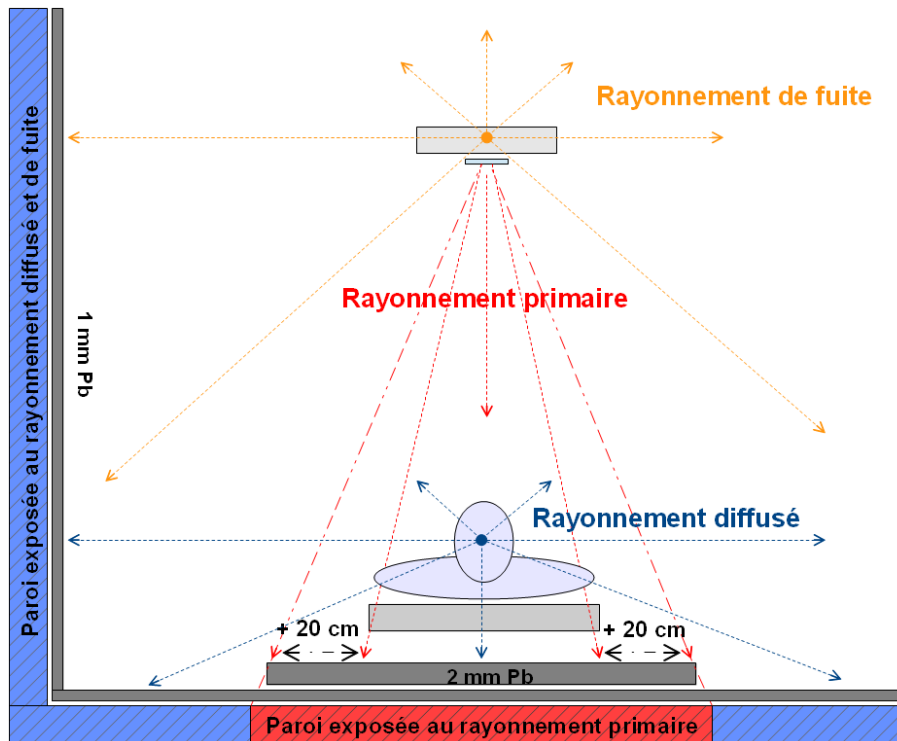 Rayonnement de fuite
Paroi exposée au rayonnement diffusé et de fuite
1 mm Pb
Rayonnement primaire
Rayonnement diffusé
+ 20 cm
+ 20 cm
2 mm Pb
Paroi exposée au rayonnement primaire